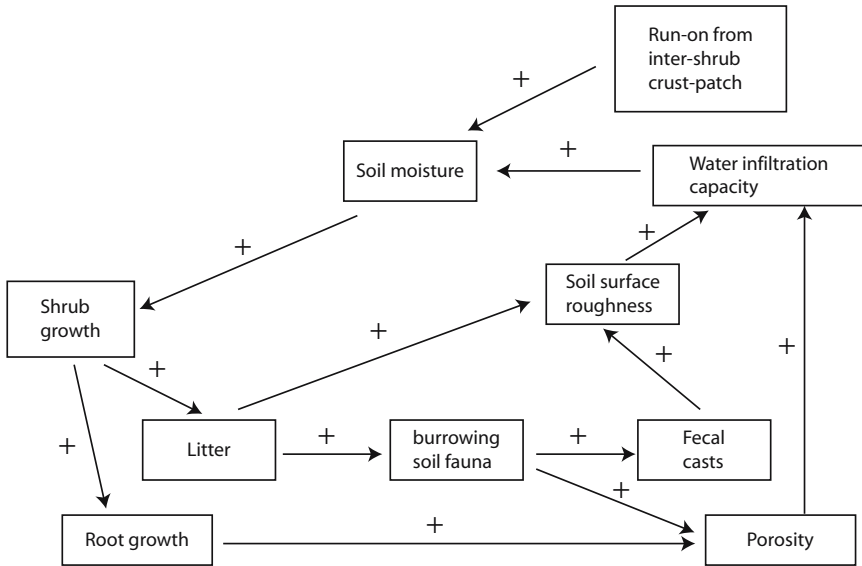 Run-on from
inter-shrub
crust-patch
+
Soil moisture
+
Water infiltration
capacity
+
+
Soil surface
roughness
Shrub
growth
+
+
+
+
+
Litter
+
burrowing
soil fauna
+
Fecal
casts
+
+
Root growth
+
Porosity